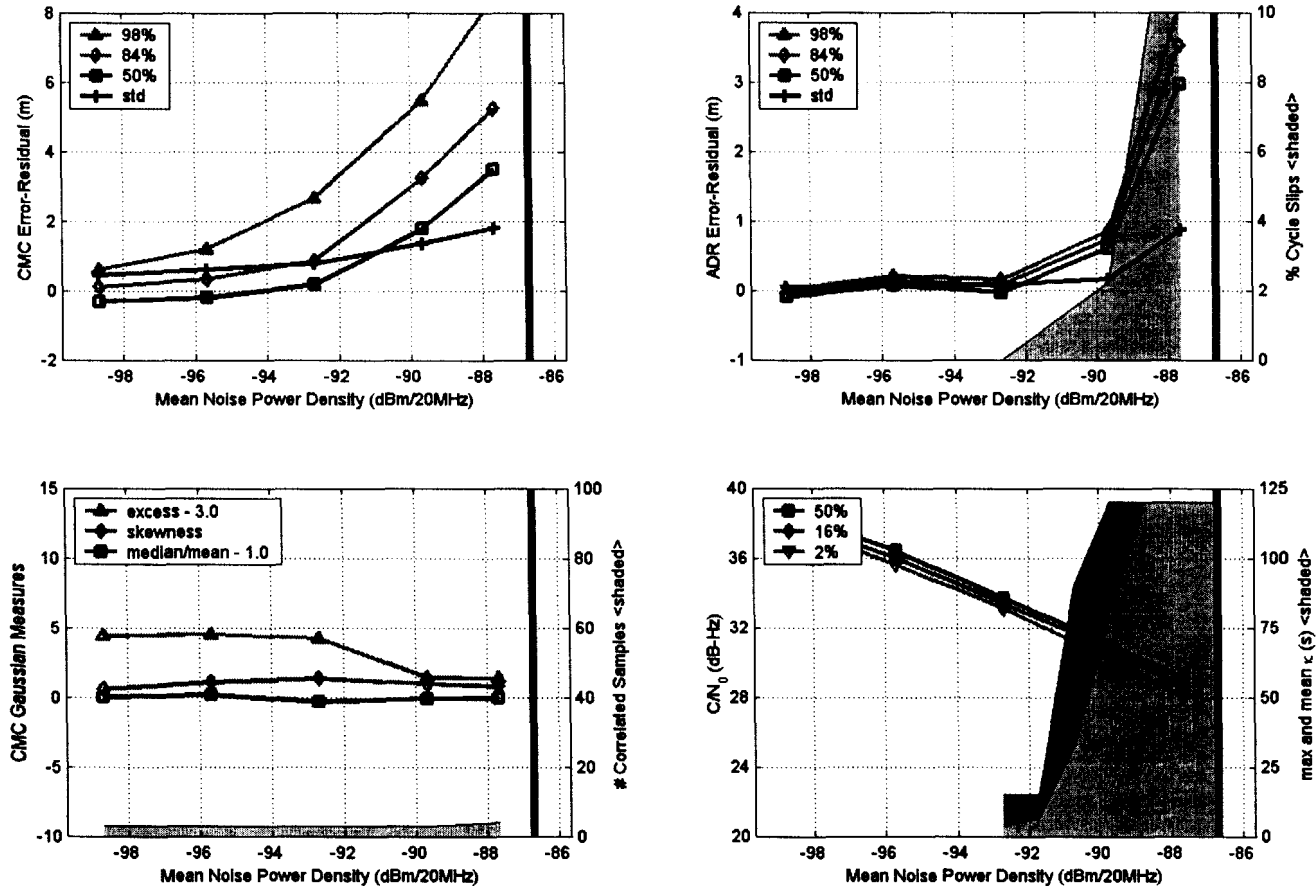 98%
84%
50%
std
8
6
4
2
0
-2
CMC Error-Residual (m)
-98 -96 -94 -92 -90 -88 -86
Mean Noise Power Density (dBm/20MHz)
98%
84%
50%
std
4
3
2
1
0
-1
ADR Error-Residual (m)
10
8
6
4
2
0
% Cycle Slips <shaded>
-98 -96 -94 -92 -90 -88 -86
Mean Noise Power Density (dBm/20MHz)
excess - 3.0
skewness
median/mean - 1.0
15
10
5
0
-5
-10
CMC Gaussian Measures
100
80
60
40
20
0
# Correlated Samples <shaded>
-98 -96 -94 -92 -90 -88 -86
Mean Noise Power Density (dBm/20MHz)
50%
16%
2%
40
36
32
28
24
20
C/N0 (dB-Hz)
125
100
75
50
25
0
max and mean κ (s) <shaded>
-98 -96 -94 -92 -90 -88 -86
Mean Noise Power Density (dBm/20MHz)